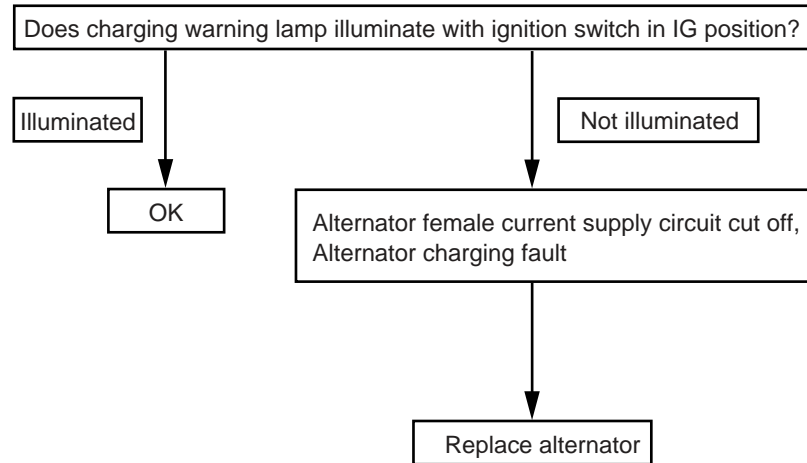 Does charging warning lamp illuminate with ignition switch in IG position?
Illuminated
Not illuminated
OK
Alternator female current supply circuit cut off,
Alternator charging fault
Replace alternator